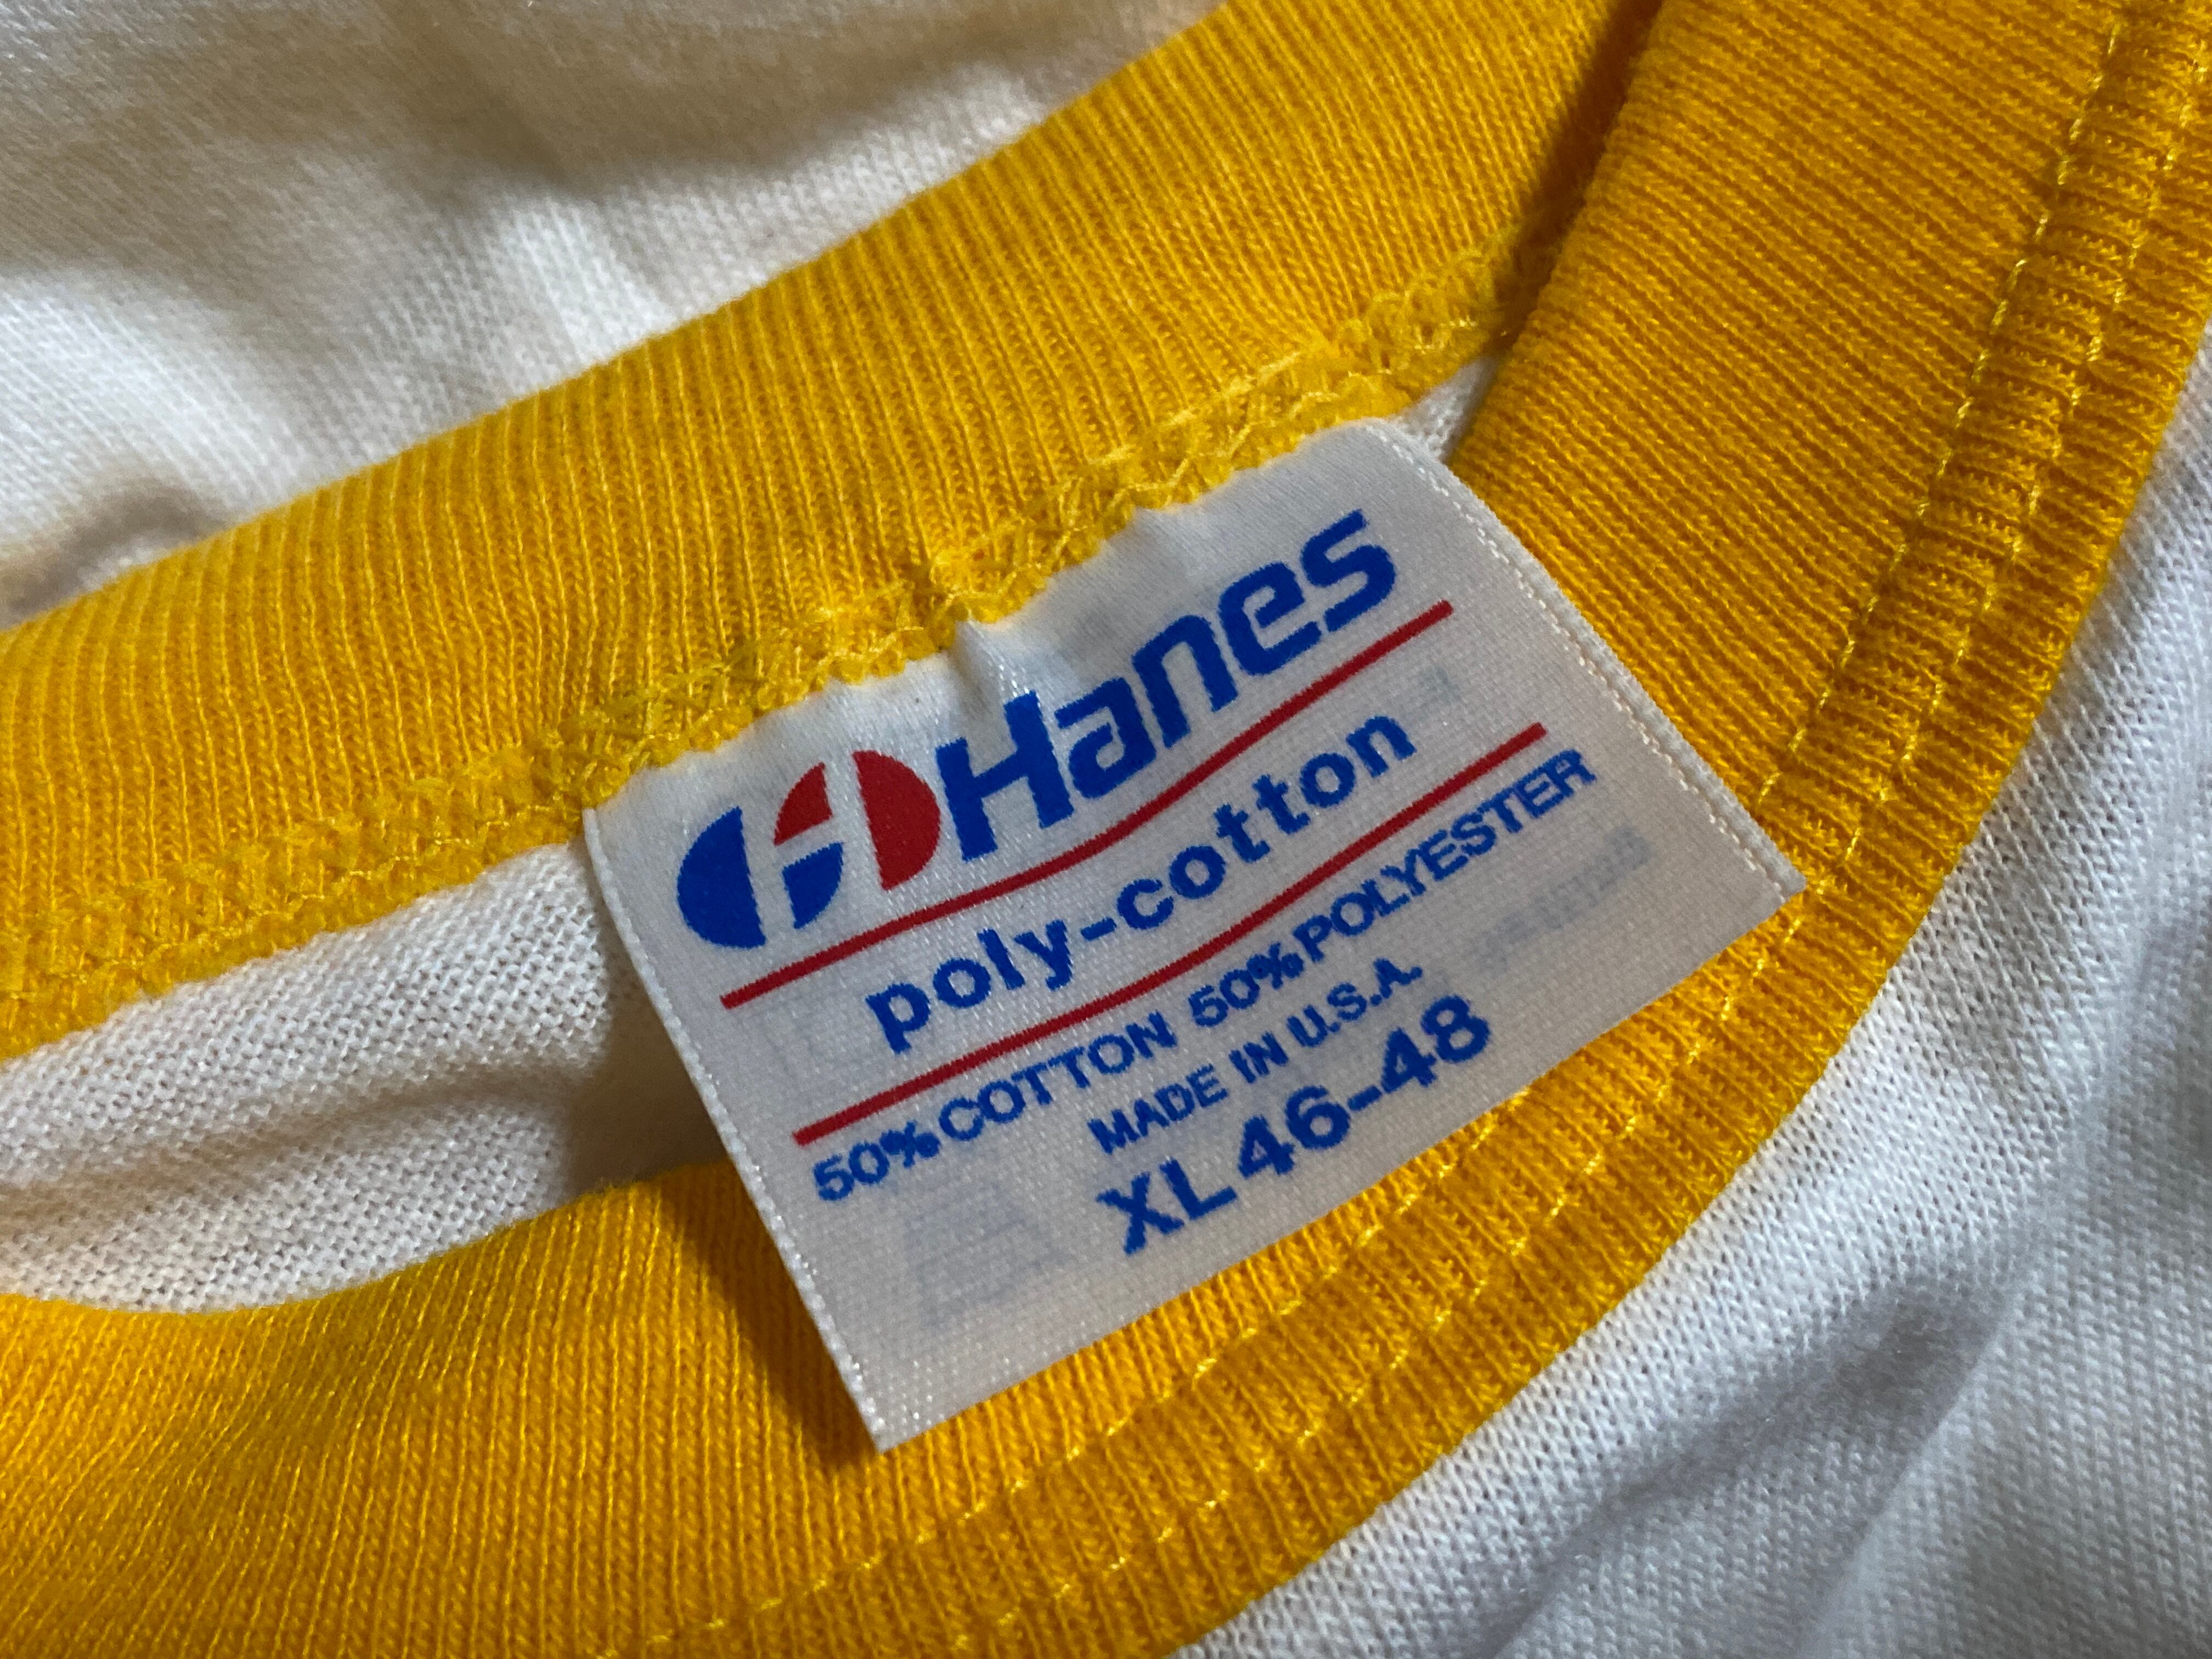 Hanes
poly-cotton
50% COTTON 50% POLYESTER
MADE IN U.S.A.
XL 46-48